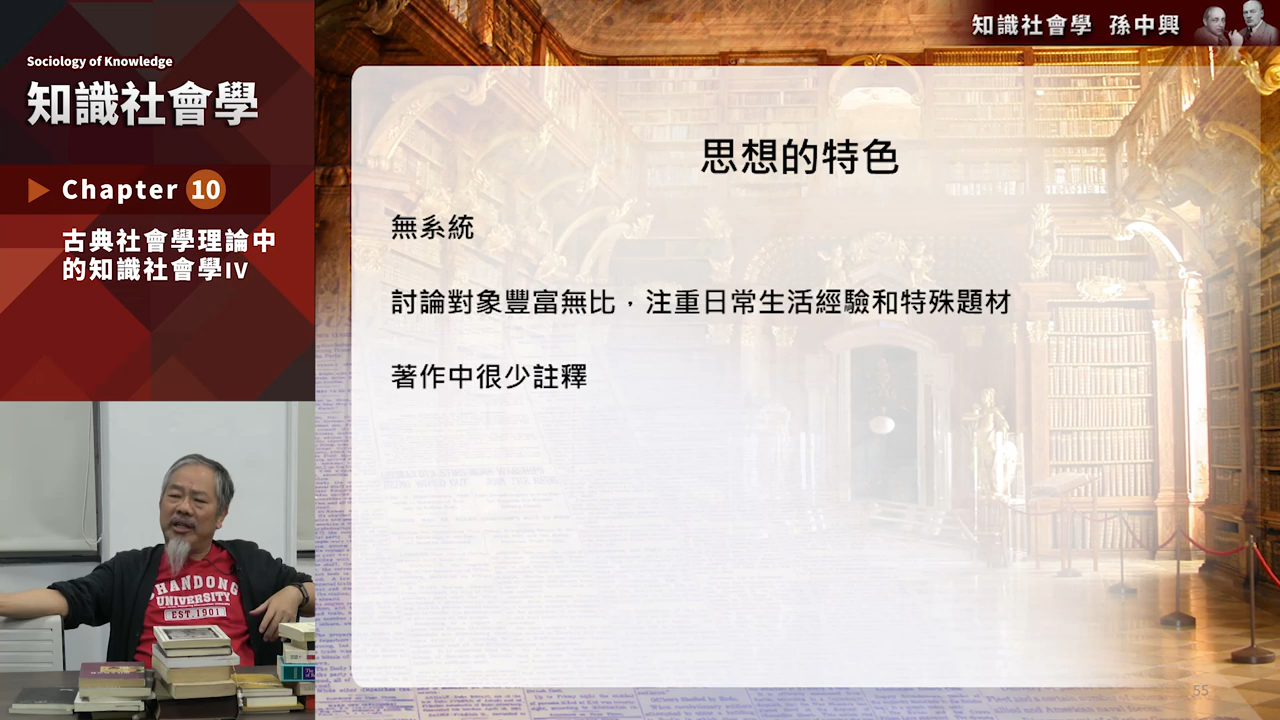 Sociology of Knowledge
知識社會學
Chapter 10
古典社會學理論中
的知識社會學IV
知識社會學 孫中興
思想的特色
無系統
討論對象豐富無比，注重日常生活經驗和特殊題材
著作中很少註釋
HANDONG
UNIVERSITY
EST.1901
55